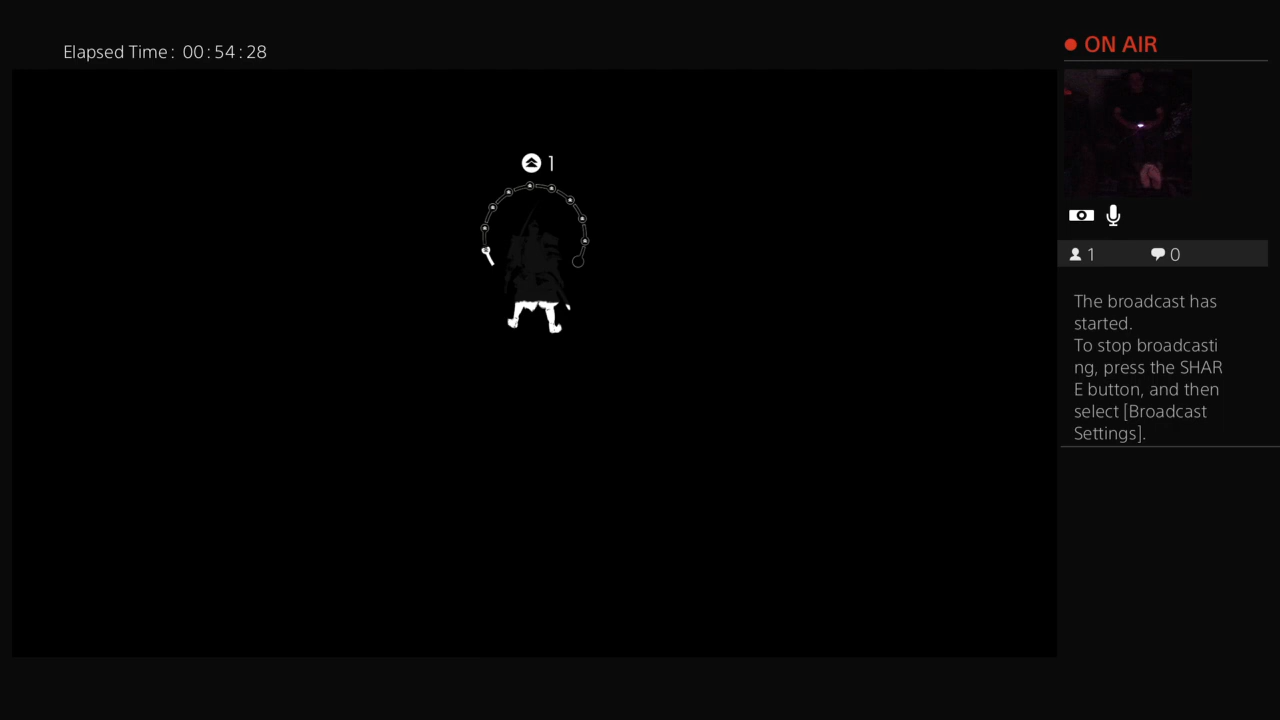 Elapsed Time: 00:54:28
ON AIR
1
1
0
The broadcast has
started.
To stop broadcasti
ng, press the SHAR
E button, and then
select [Broadcast
Settings].